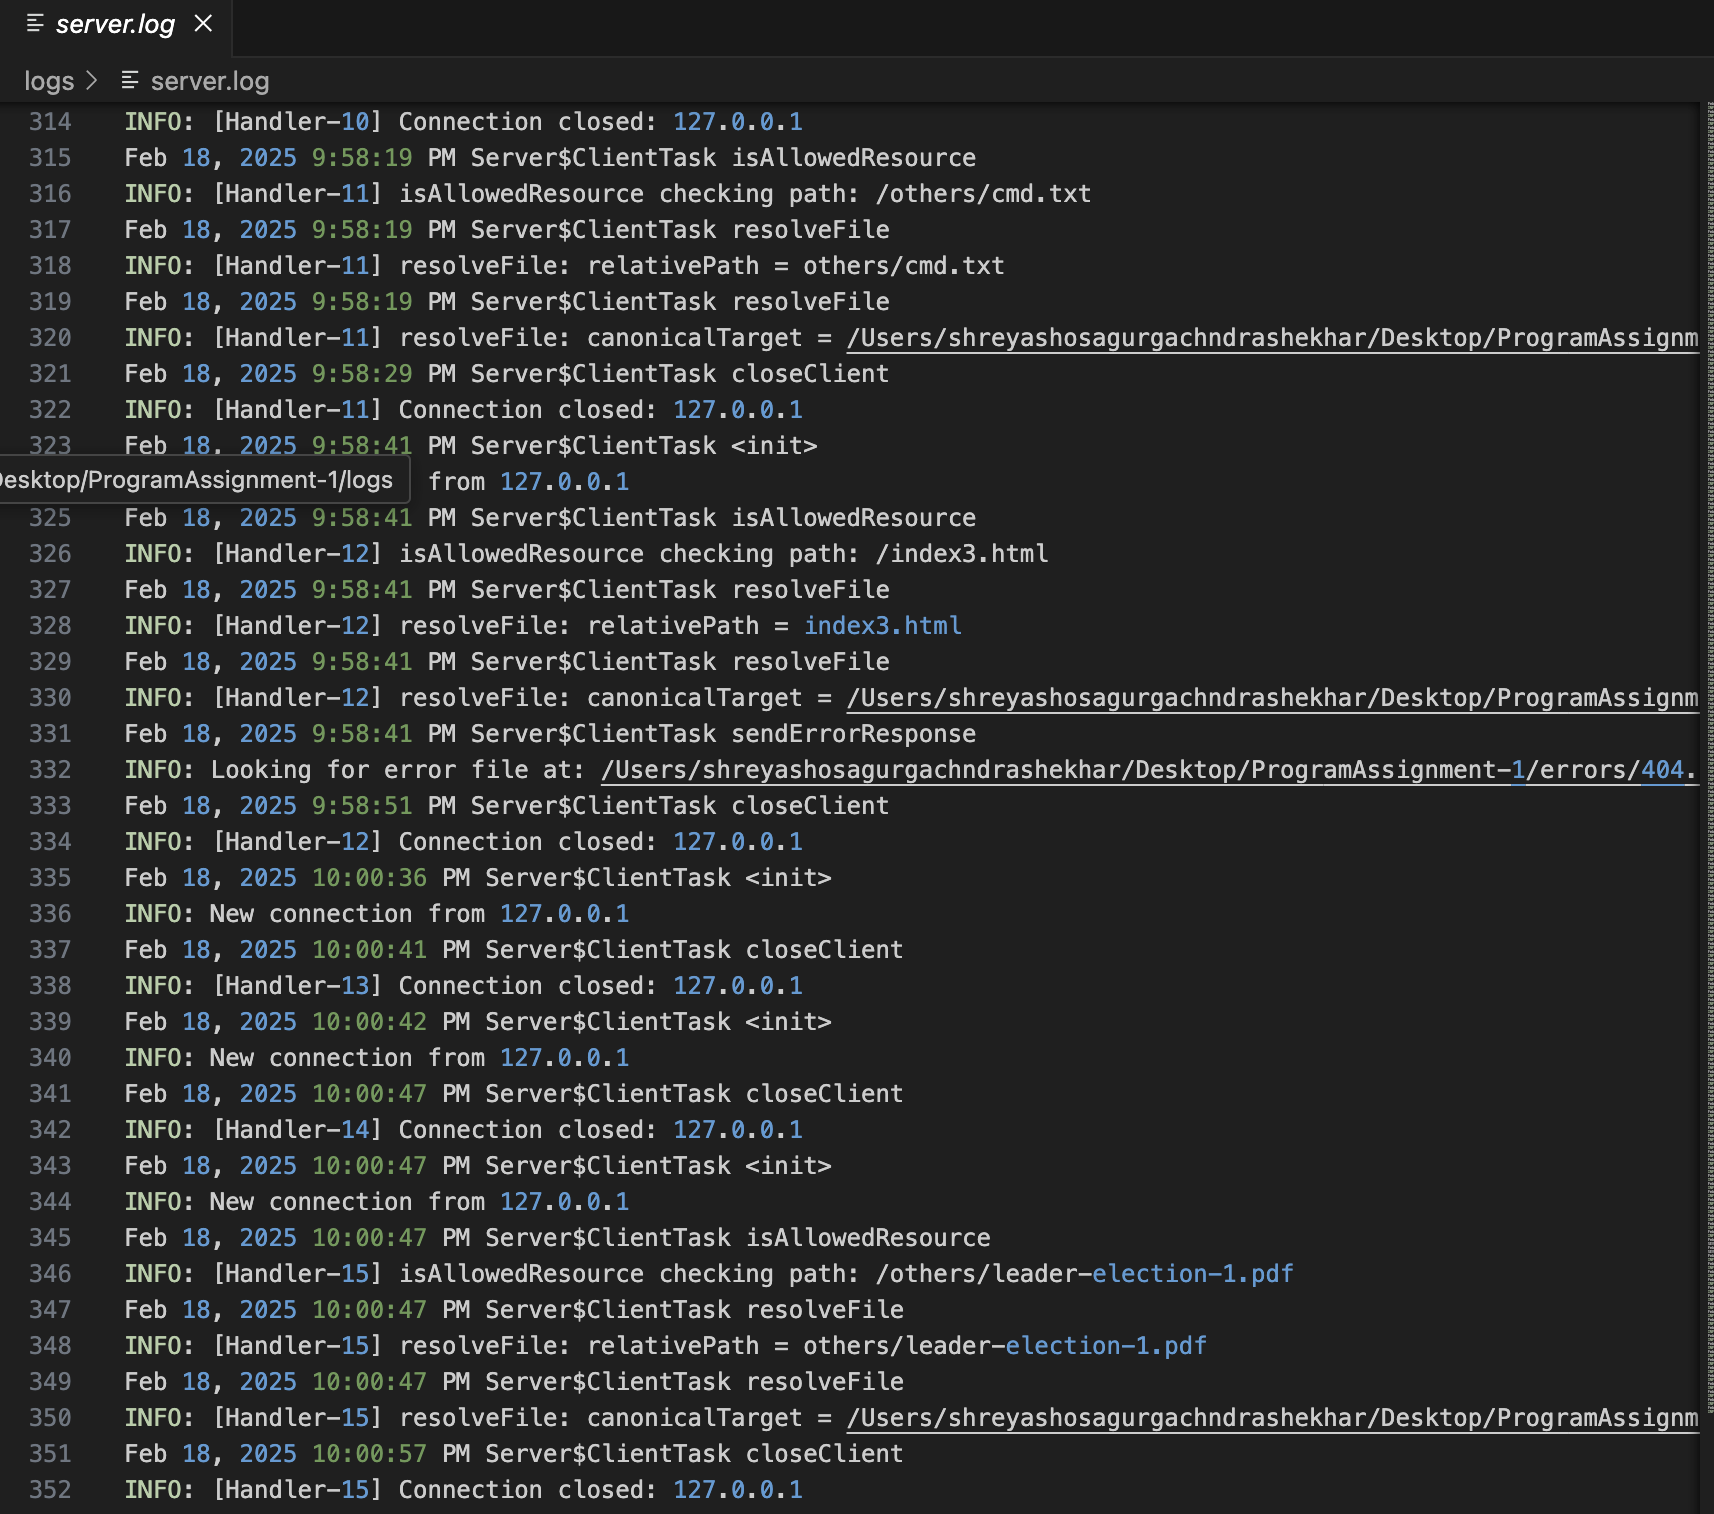 server.log
logs > server.log
314 INFO: [Handler-10] Connection closed: 127.0.0.1
315 Feb 18, 2025 9:58:19 PM Server$ClientTask isAllowedResource
316 INFO: [Handler-11] isAllowedResource checking path: /others/cmd.txt
317 Feb 18, 2025 9:58:19 PM Server$ClientTask resolveFile
318 INFO: [Handler-11] resolveFile: relativePath = others/cmd.txt
319 Feb 18, 2025 9:58:19 PM Server$ClientTask resolveFile
320 INFO: [Handler-11] resolveFile: canonicalTarget = /Users/shreyashosagurgachndrashekhar/Desktop/ProgramAssignm
321 Feb 18, 2025 9:58:29 PM Server$ClientTask closeClient
322 INFO: [Handler-11] Connection closed: 127.0.0.1
323 Feb 18, 2025 9:58:41 PM Server$ClientTask <init>
Desktop/ProgramAssignment-1/logs from 127.0.0.1
325 Feb 18, 2025 9:58:41 PM Server$ClientTask isAllowedResource
326 INFO: [Handler-12] isAllowedResource checking path: /index3.html
327 Feb 18, 2025 9:58:41 PM Server$ClientTask resolveFile
328 INFO: [Handler-12] resolveFile: relativePath = index3.html
329 Feb 18, 2025 9:58:41 PM Server$ClientTask resolveFile
330 INFO: [Handler-12] resolveFile: canonicalTarget = /Users/shreyashosagurgachndrashekhar/Desktop/ProgramAssignm
331 Feb 18, 2025 9:58:41 PM Server$ClientTask sendErrorResponse
332 INFO: Looking for error file at: /Users/shreyashosagurgachndrashekhar/Desktop/ProgramAssignment-1/errors/404.
333 Feb 18, 2025 9:58:51 PM Server$ClientTask closeClient
334 INFO: [Handler-12] Connection closed: 127.0.0.1
335 Feb 18, 2025 10:00:36 PM Server$ClientTask <init>
336 INFO: New connection from 127.0.0.1
337 Feb 18, 2025 10:00:41 PM Server$ClientTask closeClient
338 INFO: [Handler-13] Connection closed: 127.0.0.1
339 Feb 18, 2025 10:00:42 PM Server$ClientTask <init>
340 INFO: New connection from 127.0.0.1
341 Feb 18, 2025 10:00:47 PM Server$ClientTask closeClient
342 INFO: [Handler-14] Connection closed: 127.0.0.1
343 Feb 18, 2025 10:00:47 PM Server$ClientTask <init>
344 INFO: New connection from 127.0.0.1
345 Feb 18, 2025 10:00:47 PM Server$ClientTask isAllowedResource
346 INFO: [Handler-15] isAllowedResource checking path: /others/leader-election-1.pdf
347 Feb 18, 2025 10:00:47 PM Server$ClientTask resolveFile
348 INFO: [Handler-15] resolveFile: relativePath = others/leader-election-1.pdf
349 Feb 18, 2025 10:00:47 PM Server$ClientTask resolveFile
350 INFO: [Handler-15] resolveFile: canonicalTarget = /Users/shreyashosagurgachndrashekhar/Desktop/ProgramAssignm
351 Feb 18, 2025 10:00:57 PM Server$ClientTask closeClient
352 INFO: [Handler-15] Connection closed: 127.0.0.1